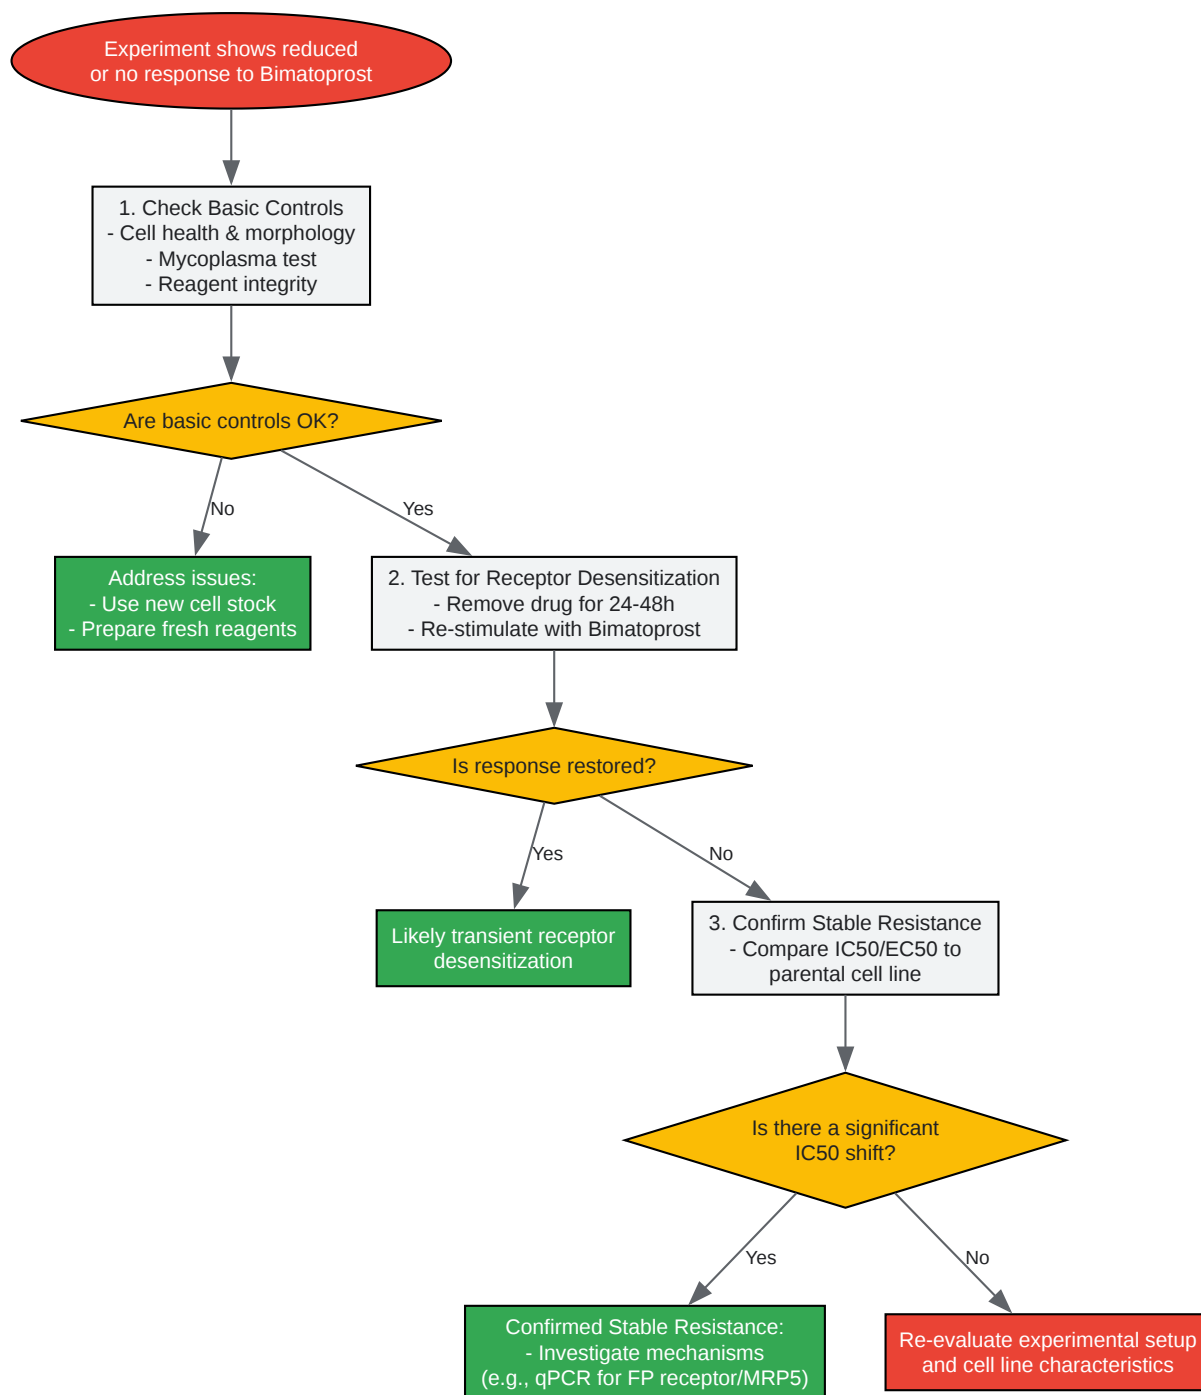 Experiment shows reduced
or no response to Bimatoprost
1. Check Basic Controls
- Cell health & morphology
- Mycoplasma test
- Reagent integrity
Are basic controls OK?
No
Yes
Address issues:
- Use new cell stock
- Prepare fresh reagents
2. Test for Receptor Desensitization
- Remove drug for 24-48h
- Re-stimulate with Bimatoprost
Is response restored?
Yes
No
Likely transient receptor
desensitization
3. Confirm Stable Resistance
- Compare IC50/EC50 to
parental cell line
Is there a significant
IC50 shift?
Yes
No
Confirmed Stable Resistance:
- Investigate mechanisms
(e.g., qPCR for FP receptor/MRP5)
Re-evaluate experimental setup
and cell line characteristics